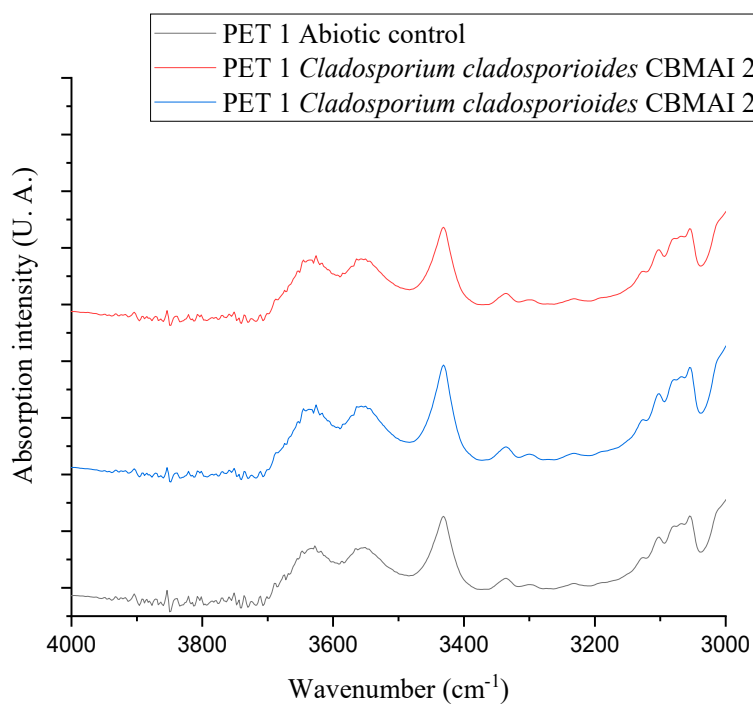 PET 1 Abiotic control
PET 1 Cladosporium cladosporioides CBMAI 2
PET 1 Cladosporium cladosporioides CBMAI 2
Absorption intensity (U. A.)
4000 3800 3600 3400 3200 3000
Wavenumber (cm⁻¹)